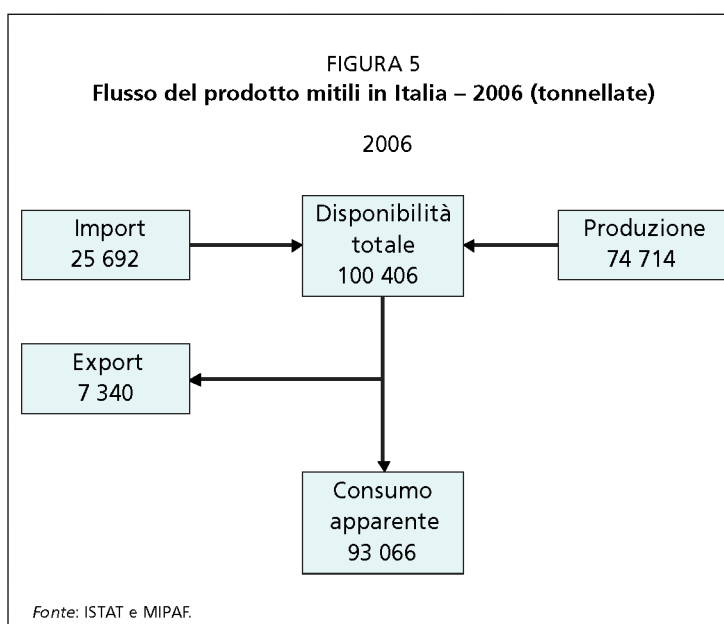 FIGURA 5
Flusso del prodotto mitili in Italia – 2006 (tonnellate)
2006
Import
25 692
Disponibilità
totale
100 406
Produzione
74 714
Export
7 340
Consumo
apparente
93 066
Fonte: ISTAT e MIPAF.